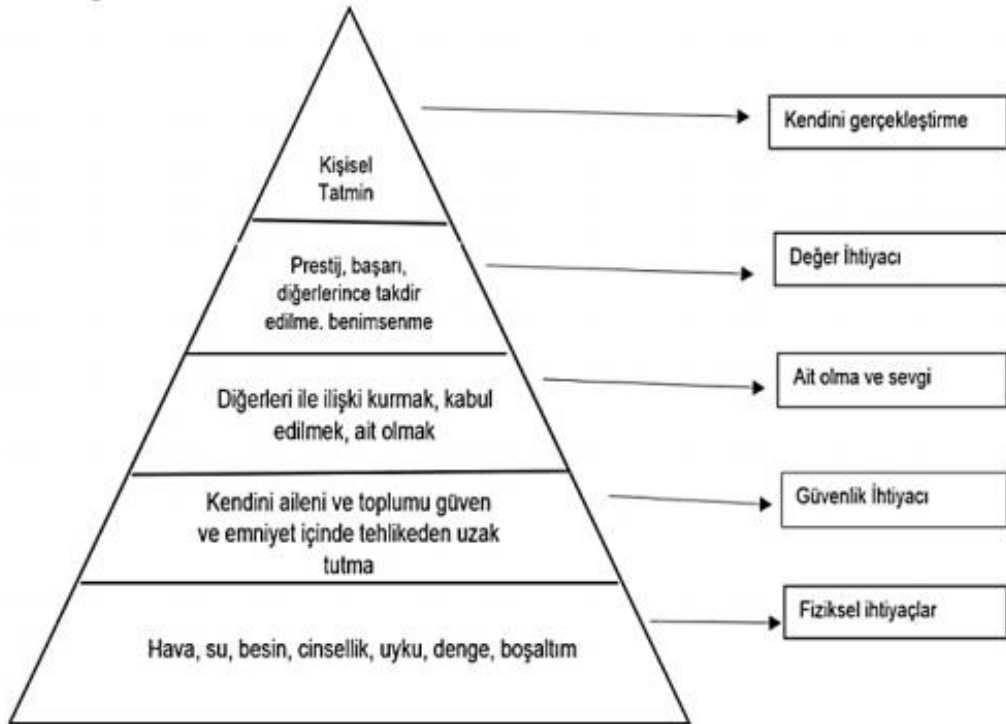 Kişisel
Tatmin
Kendini gerçekleştirme
Prestij, başarı,
diğerlerince takdir
edilme. benimsenme
Değer İhtiyacı
Diğerleri ile ilişki kurmak, kabul
edilmek, ait olmak
Ait olma ve sevgi
Kendini aileni ve toplumu güven
ve emniyet içinde tehlikeden uzak
tutma
Güvenlik İhtiyacı
Hava, su, besin, cinsellik, uyku, denge, boşaltım
Fiziksel ihtiyaçlar